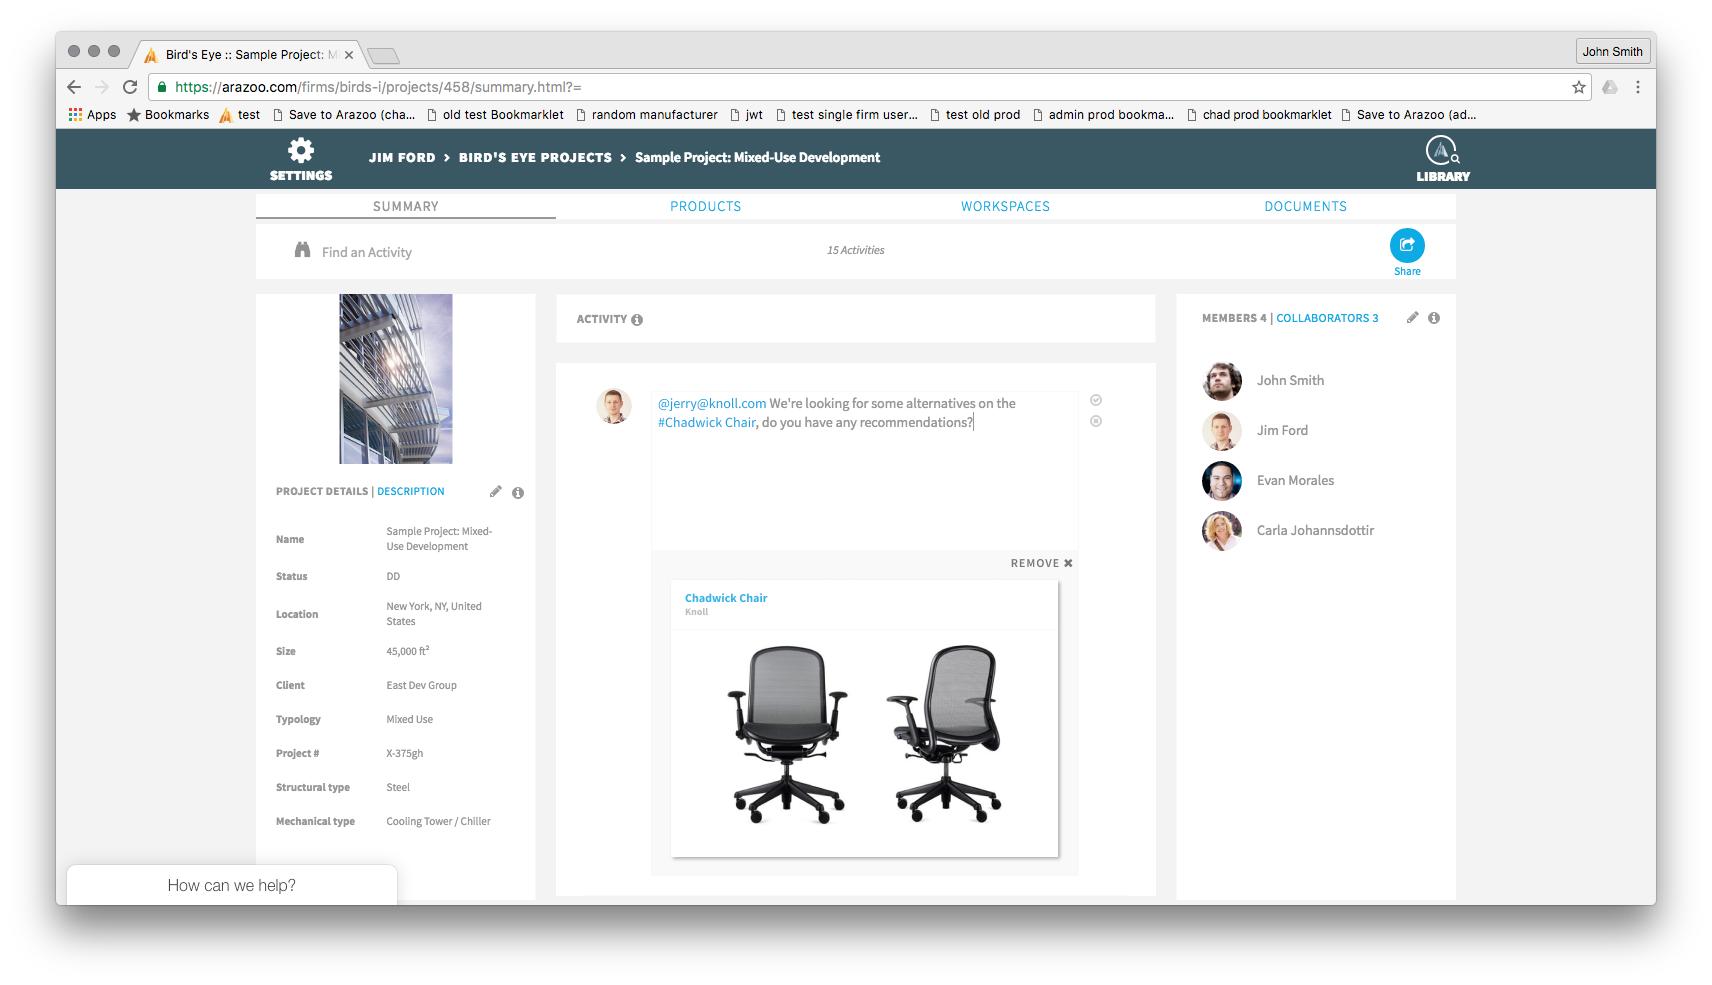 Bird's Eye :: Sample Project: M
John Smith
https://arazoo.com/firms/birds-i/projects/458/summary.html?=
Apps
Bookmarks
test
Save to Arazoo (cha...
old test Bookmarklet
random manufacturer
jwt
test single firm user...
test old prod
admin prod bookma...
chad prod bookmarklet
Save to Arazoo (ad...
SETTINGS
JIM FORD > BIRD'S EYE PROJECTS > Sample Project: Mixed-Use Development
LIBRARY
SUMMARY
PRODUCTS
WORKSPACES
DOCUMENTS
Find an Activity
15 Activities
Share
PROJECT DETAILS | DESCRIPTION
Name
Sample Project: Mixed-
Use Development
Status
DD
Location
New York, NY, United
States
Size
45,000 ft²
Client
East Dev Group
Typology
Mixed Use
Project #
X-375gh
Structural type
Steel
Mechanical type
Cooling Tower / Chiller
How can we help?
ACTIVITY
@jerry@knoll.com We're looking for some alternatives on the
#Chadwick Chair, do you have any recommendations?
REMOVE ✖
Chadwick Chair
Knoll
MEMBERS 4 | COLLABORATORS 3
John Smith
Jim Ford
Evan Morales
Carla Johannsdottir